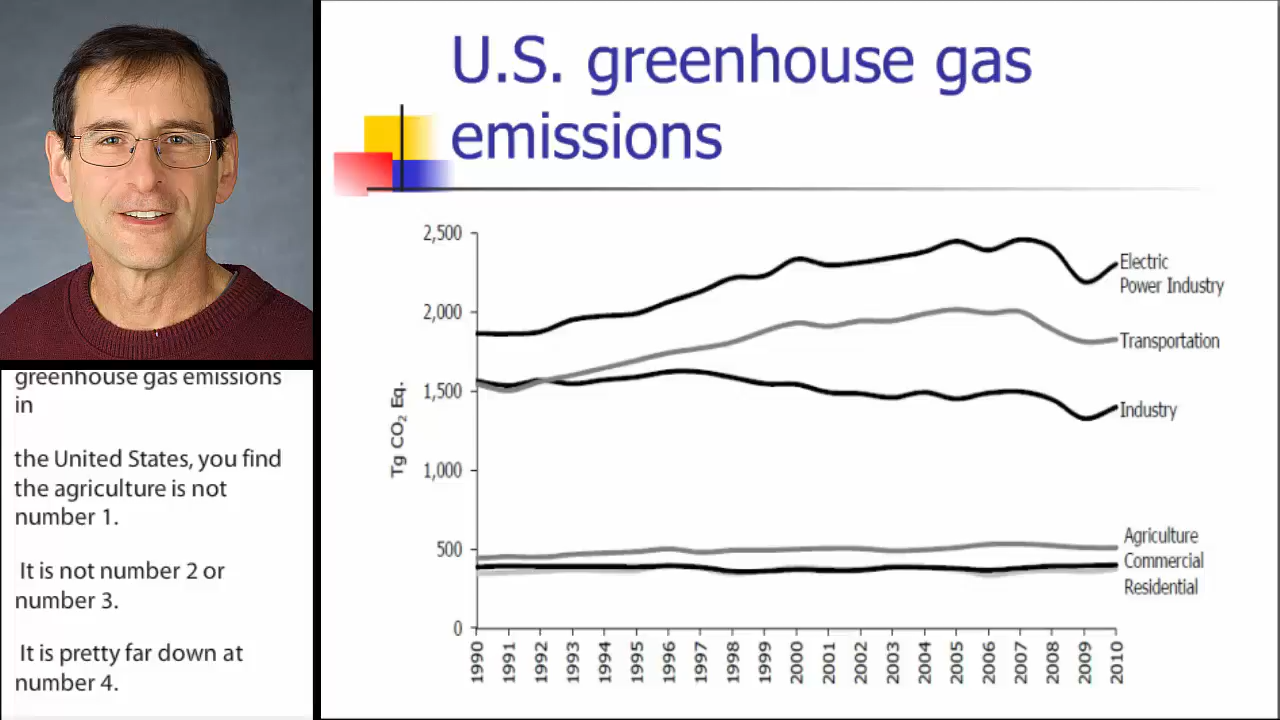 U.S. greenhouse gas
emissions
greenhouse gas emissions
in
the United States, you find
the agriculture is not
number 1.
It is not number 2 or
number 3.
It is pretty far down at
number 4.
Tg CO₂ Eq.
2,500
2,000
1,500
1,000
500
0
Electric
Power Industry
Transportation
Industry
Agriculture
Commercial
Residential
1990
1991
1992
1993
1994
1995
1996
1997
1998
1999
2000
2001
2002
2003
2004
2005
2006
2007
2008
2009
2010